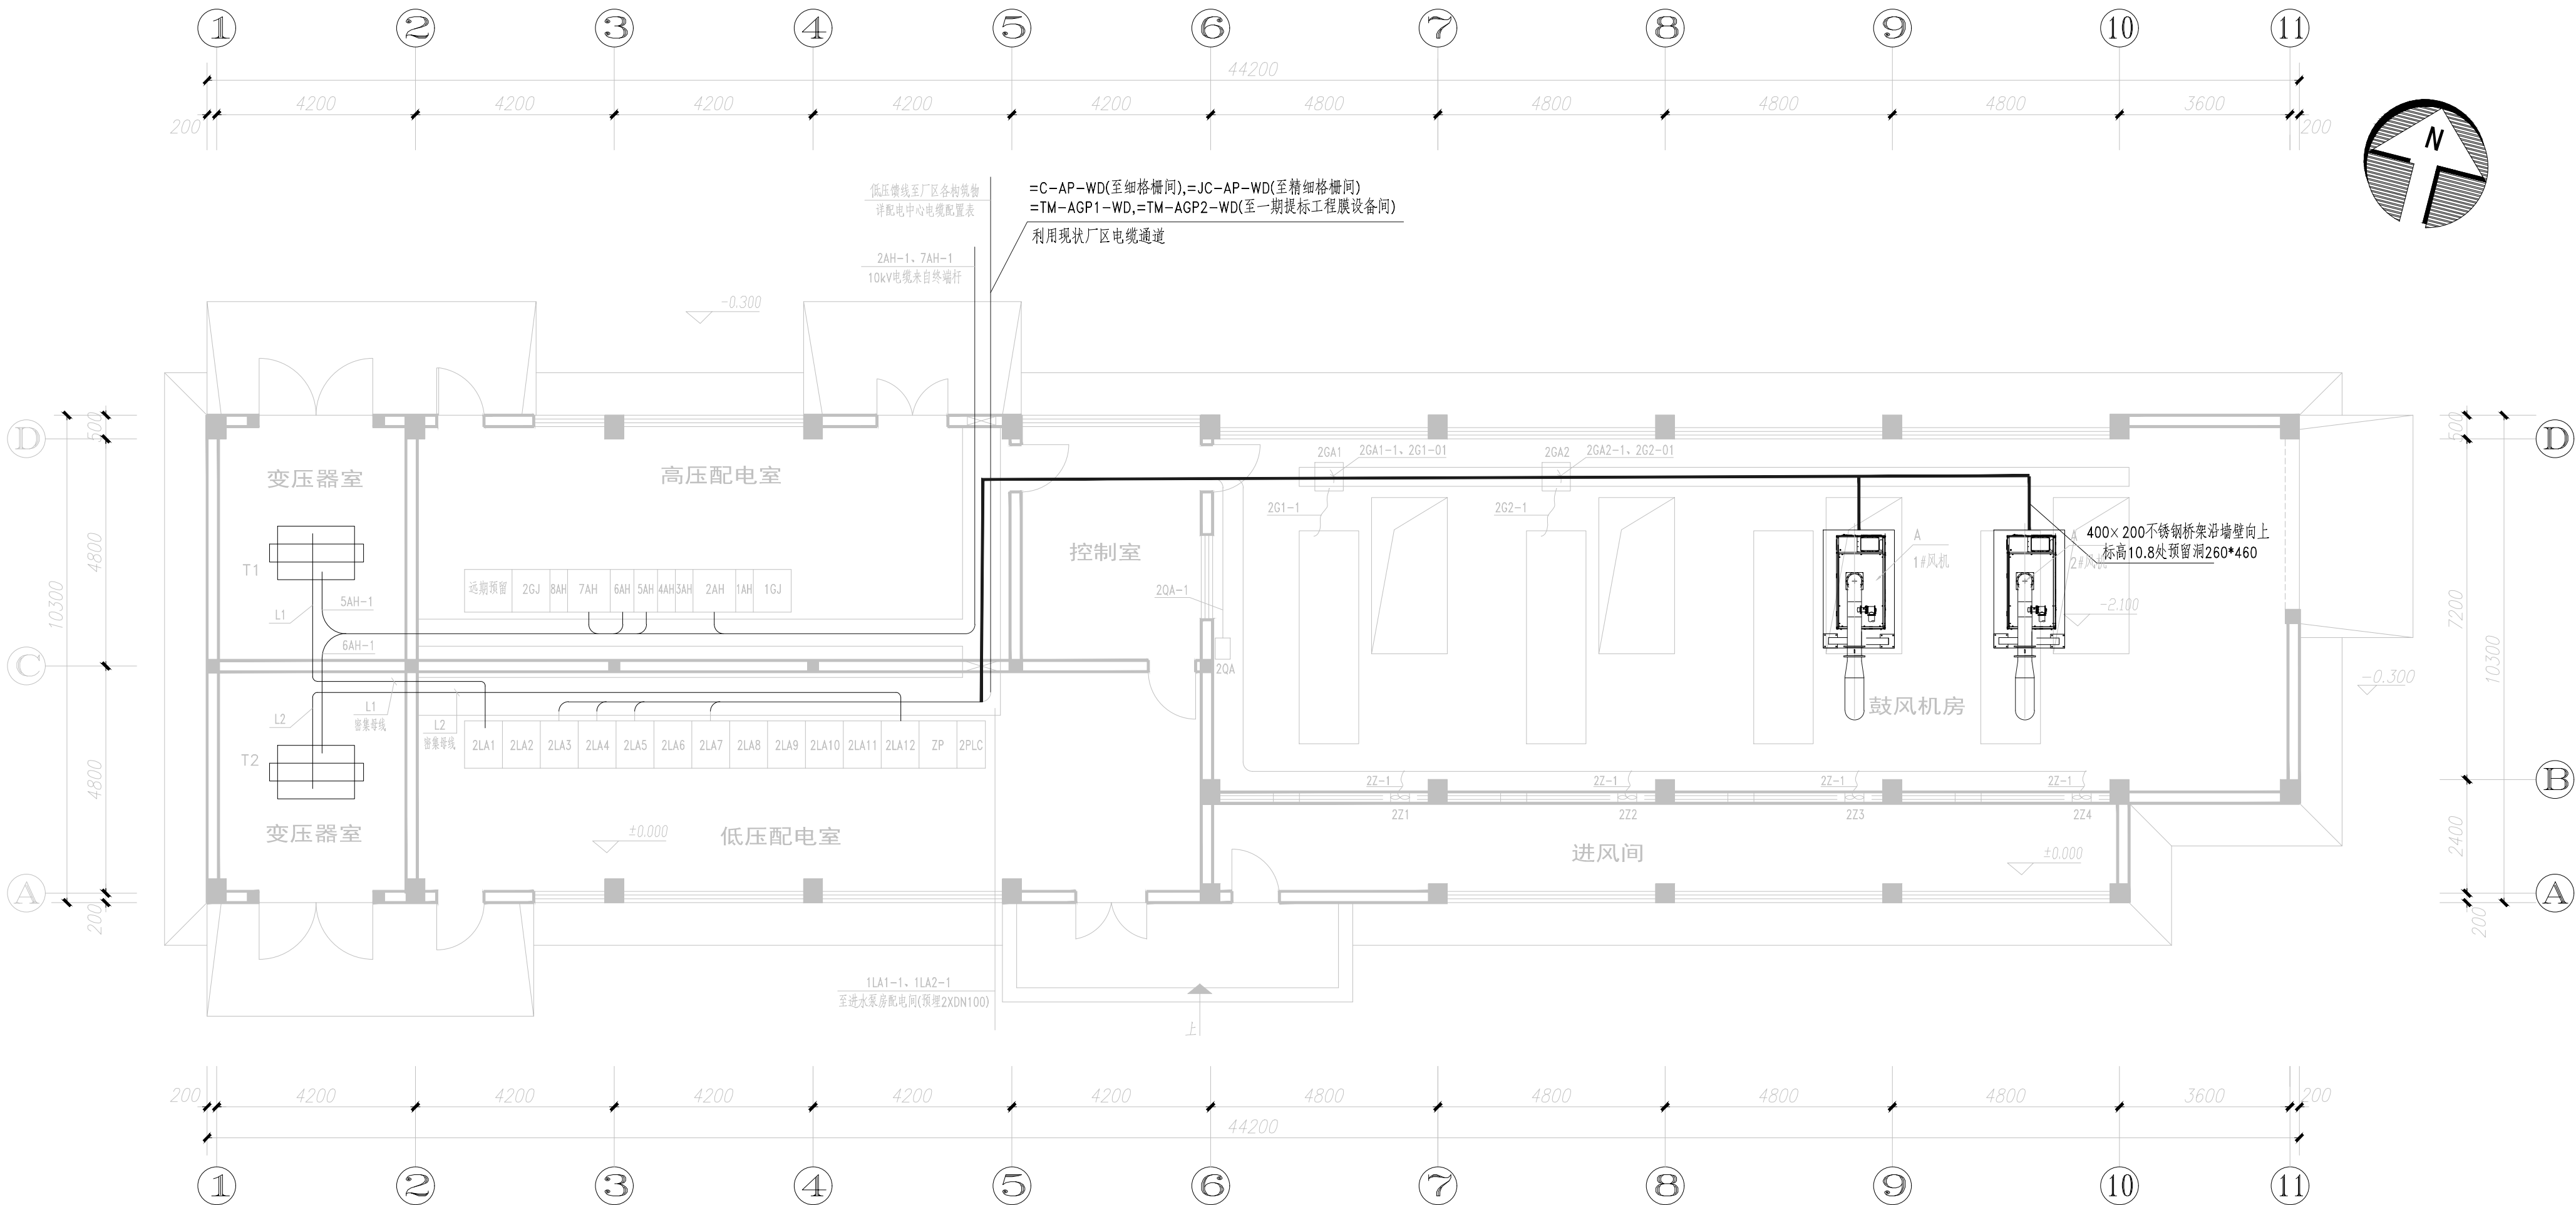 1 2 3 4 5 6 7 8 9 10 11
44200
4200 4200 4200 4200 4200 4800 4800 4800 4800 3600
200 200
N
低压馈线至厂区各构筑物
详配电中心电缆配置表
=C-AP-WD(至细格栅间),=JC-AP-WD(至精细格栅间)
=TM-AGP1-WD,=TM-AGP2-WD(至一期提标工程膜设备间)
利用现状厂区电缆通道
2AH-1、7AH-1
10kV电缆来自终端杆
-0.300
D 500 500 D
变压器室 高压配电室
2GA1 2GA1-1、2G1-01 2GA2 2GA2-1、2G2-01
2G1-1 2G2-1
4800 10300
7200 10300
控制室
A
1#风机
A
2#风机
400×200不锈钢桥架沿墙壁向上
标高10.8处预留洞260*460
T1
远期预留 2GJ 8AH 7AH 6AH 5AH 4AH 3AH 2AH 1AH 1GJ
2QA-1
L1 5AH-1
-2.100
6AH-1
C C
2QA
-0.300
L1
密集母线
L2
密集母线
L2
鼓风机房
T2
2LA1 2LA2 2LA3 2LA4 2LA5 2LA6 2LA7 2LA8 2LA9 2LA10 2LA11 2LA12 ZP 2PLC
4800
2Z-1 2Z-1 2Z-1 2Z-1
B
2Z1 2Z2 2Z3 2Z4
变压器室 ±0.000 低压配电室
进风间 ±0.000
2400
A 200 200 A
1LA1-1、1LA2-1
至进水泵房配电间(预埋2XDN100)
上
200 4200 4200 4200 4200 4200 4800 4800 4800 4800 3600 200
44200
1 2 3 4 5 6 7 8 9 10 11